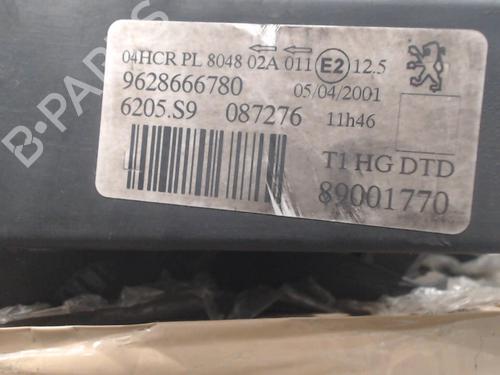 04HCR PL 8048 02A 011 E2 12.5
9628666780 05/04/2001
6205.S9 087276 11h46
T1 HG DTD
89001770
B-PARTS